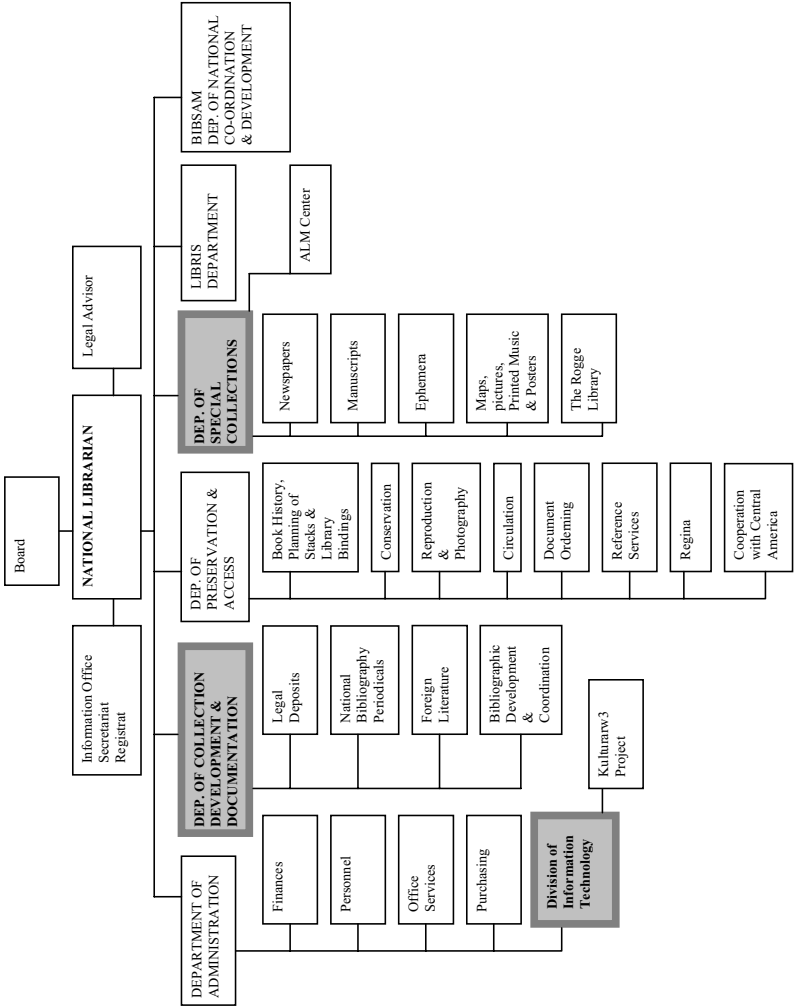 Board
Information Office
Secretariat
Registrat
NATIONAL LIBRARIAN
Legal Advisor
DEPARTMENT OF
ADMINISTRATION
Finances
Personnel
Office
Services
Purchasing
Division of
Information
Technology
Kulturarw3
Project
DEP. OF COLLECTION
DEVELOPMENT &
DOCUMENTATION
Legal
Deposits
National
Bibliography
Periodicals
Foreign
Literature
Bibliographic
Development
&
Coordination
DEP. OF
PRESERVATION &
ACCESS
Book History,
Planning of
Stacks &
Library
Bindings
Conservation
Reproduction
&
Photography
Circulation
Document
Orderning
Reference
Services
Regina
Cooperation
with Central
America
DEP. OF
SPECIAL
COLLECTIONS
Newspapers
Manuscripts
Ephemera
Maps,
pictures,
Printed Music
& Posters
The Rogge
Library
ALM Center
LIBRIS
DEPARTMENT
BIBSAM
DEP. OF NATIONAL
CO-ORDINATION
& DEVELOPMENT